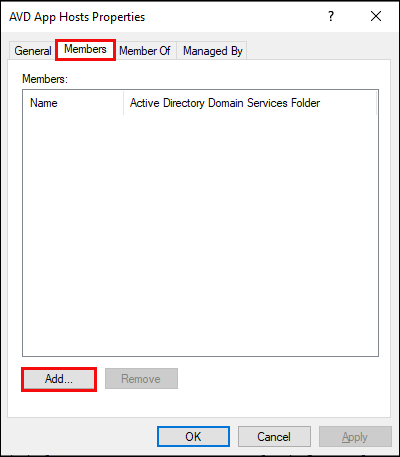 AVD App Hosts Properties
? ×
General Members Member Of Managed By
Members:
Name Active Directory Domain Services Folder
Add... Remove
OK Cancel Apply